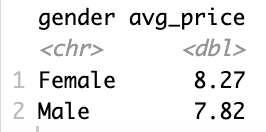 gender avg_price
<chr> <dbl>
1 Female 8.27
2 Male 7.82